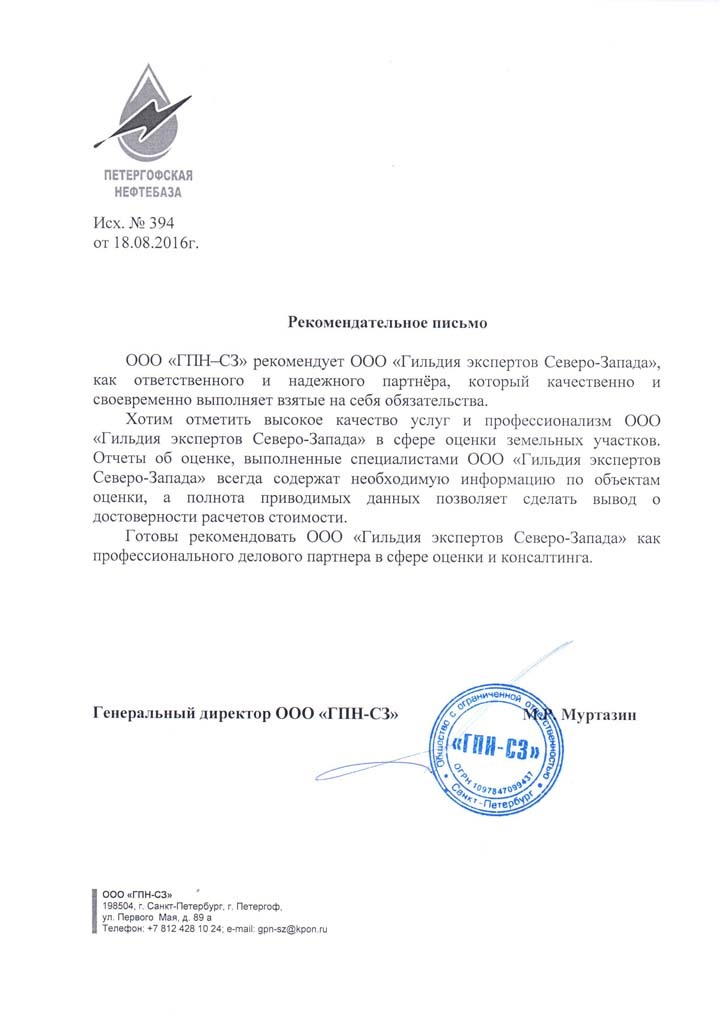 ПЕТЕРГОФСКАЯ
НЕФТЕБАЗА
Исх. № 394
от 18.08.2016г.
Рекомендательное письмо
ООО «ГПН–СЗ» рекомендует ООО «Гильдия экспертов Северо-Запада»,
как ответственного и надежного партнёра, который качественно и
своевременно выполняет взятые на себя обязательства.
Хотим отметить высокое качество услуг и профессионализм ООО
«Гильдия экспертов Северо-Запада» в сфере оценки земельных участков.
Отчеты об оценке, выполненные специалистами ООО «Гильдия экспертов
Северо-Запада» всегда содержат необходимую информацию по объектам
оценки, а полнота приводимых данных позволяет сделать вывод о
достоверности расчетов стоимости.
Готовы рекомендовать ООО «Гильдия экспертов Северо-Запада» как
профессионального делового партнера в сфере оценки и консалтинга.
Генеральный директор ООО «ГПН-СЗ» М.Р. Муртазин
Общество с ограниченной ответственностью
«ГПН-СЗ»
ОГРН 1097847099437
Санкт-Петербург
ООО «ГПН-СЗ»
198504, г. Санкт-Петербург, г. Петергоф,
ул. Первого Мая, д. 89 а
Телефон: +7 812 428 10 24; e-mail: gpn-sz@kpon.ru